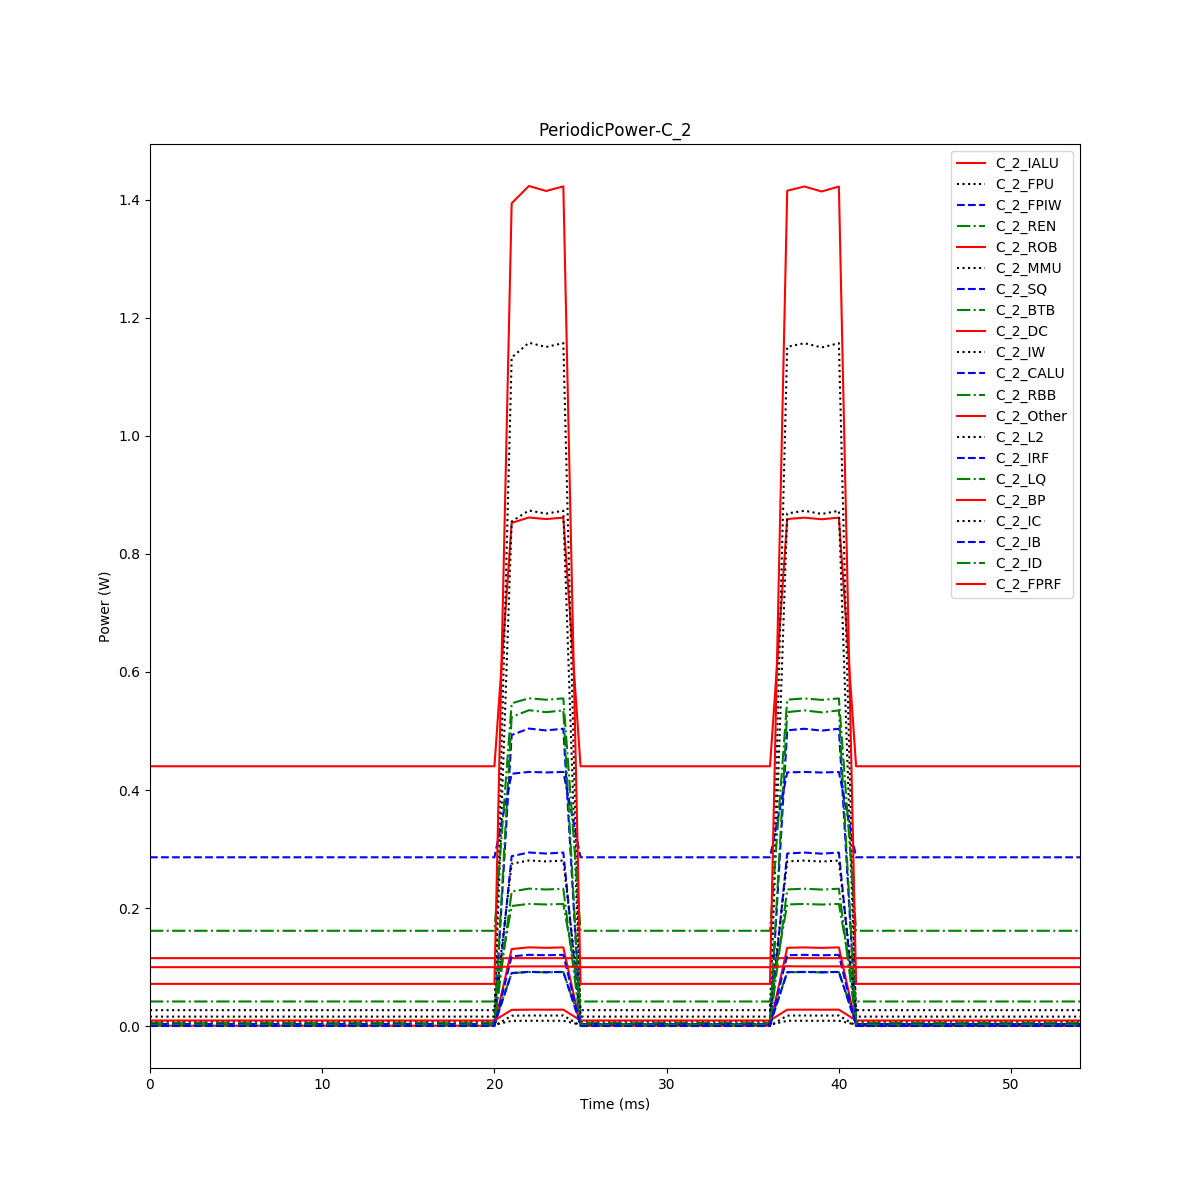 PeriodicPower-C_2
C_2_IALU
C_2_FPU
C_2_FPIW
C_2_REN
C_2_ROB
C_2_MMU
C_2_SQ
C_2_BTB
C_2_DC
C_2_IW
C_2_CALU
C_2_RBB
C_2_Other
C_2_L2
C_2_IRF
C_2_LQ
C_2_BP
C_2_IC
C_2_IB
C_2_ID
C_2_FPRF
1.4
1.2
1.0
0.8
0.6
0.4
0.2
0.0
Power (W)
0 10 20 30 40 50
Time (ms)